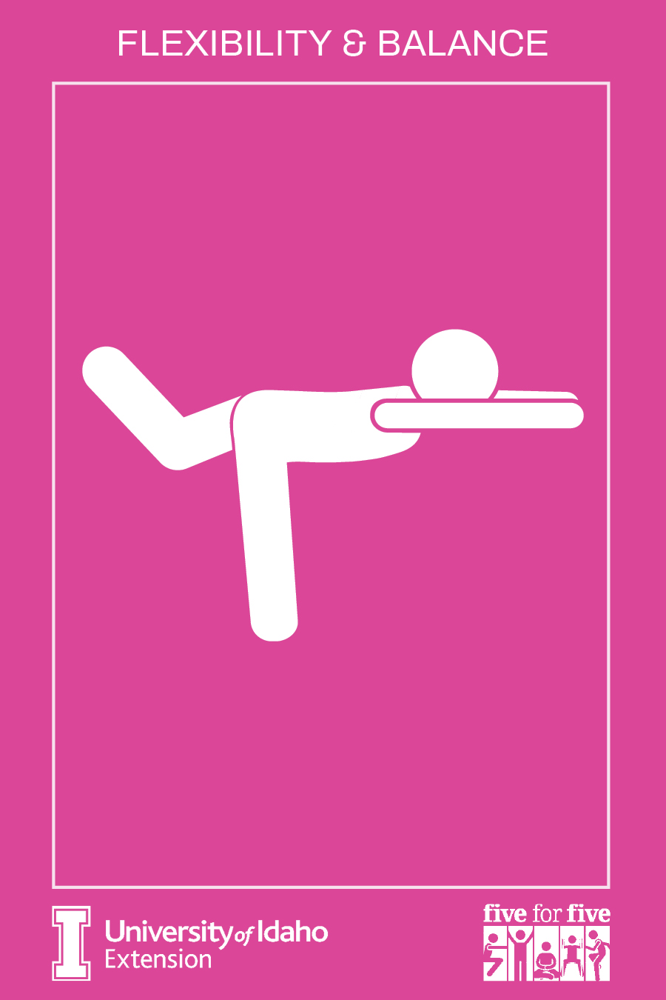 FLEXIBILITY & BALANCE
University of Idaho
Extension
five for five